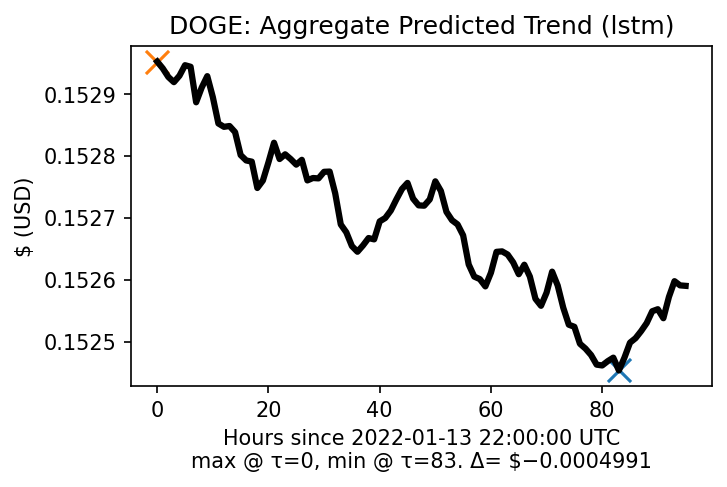 DOGE: Aggregate Predicted Trend (lstm)
$ (USD)
0.1529
0.1528
0.1527
0.1526
0.1525
0 20 40 60 80
Hours since 2022-01-13 22:00:00 UTC
max @ τ=0, min @ τ=83. Δ= $−0.0004991